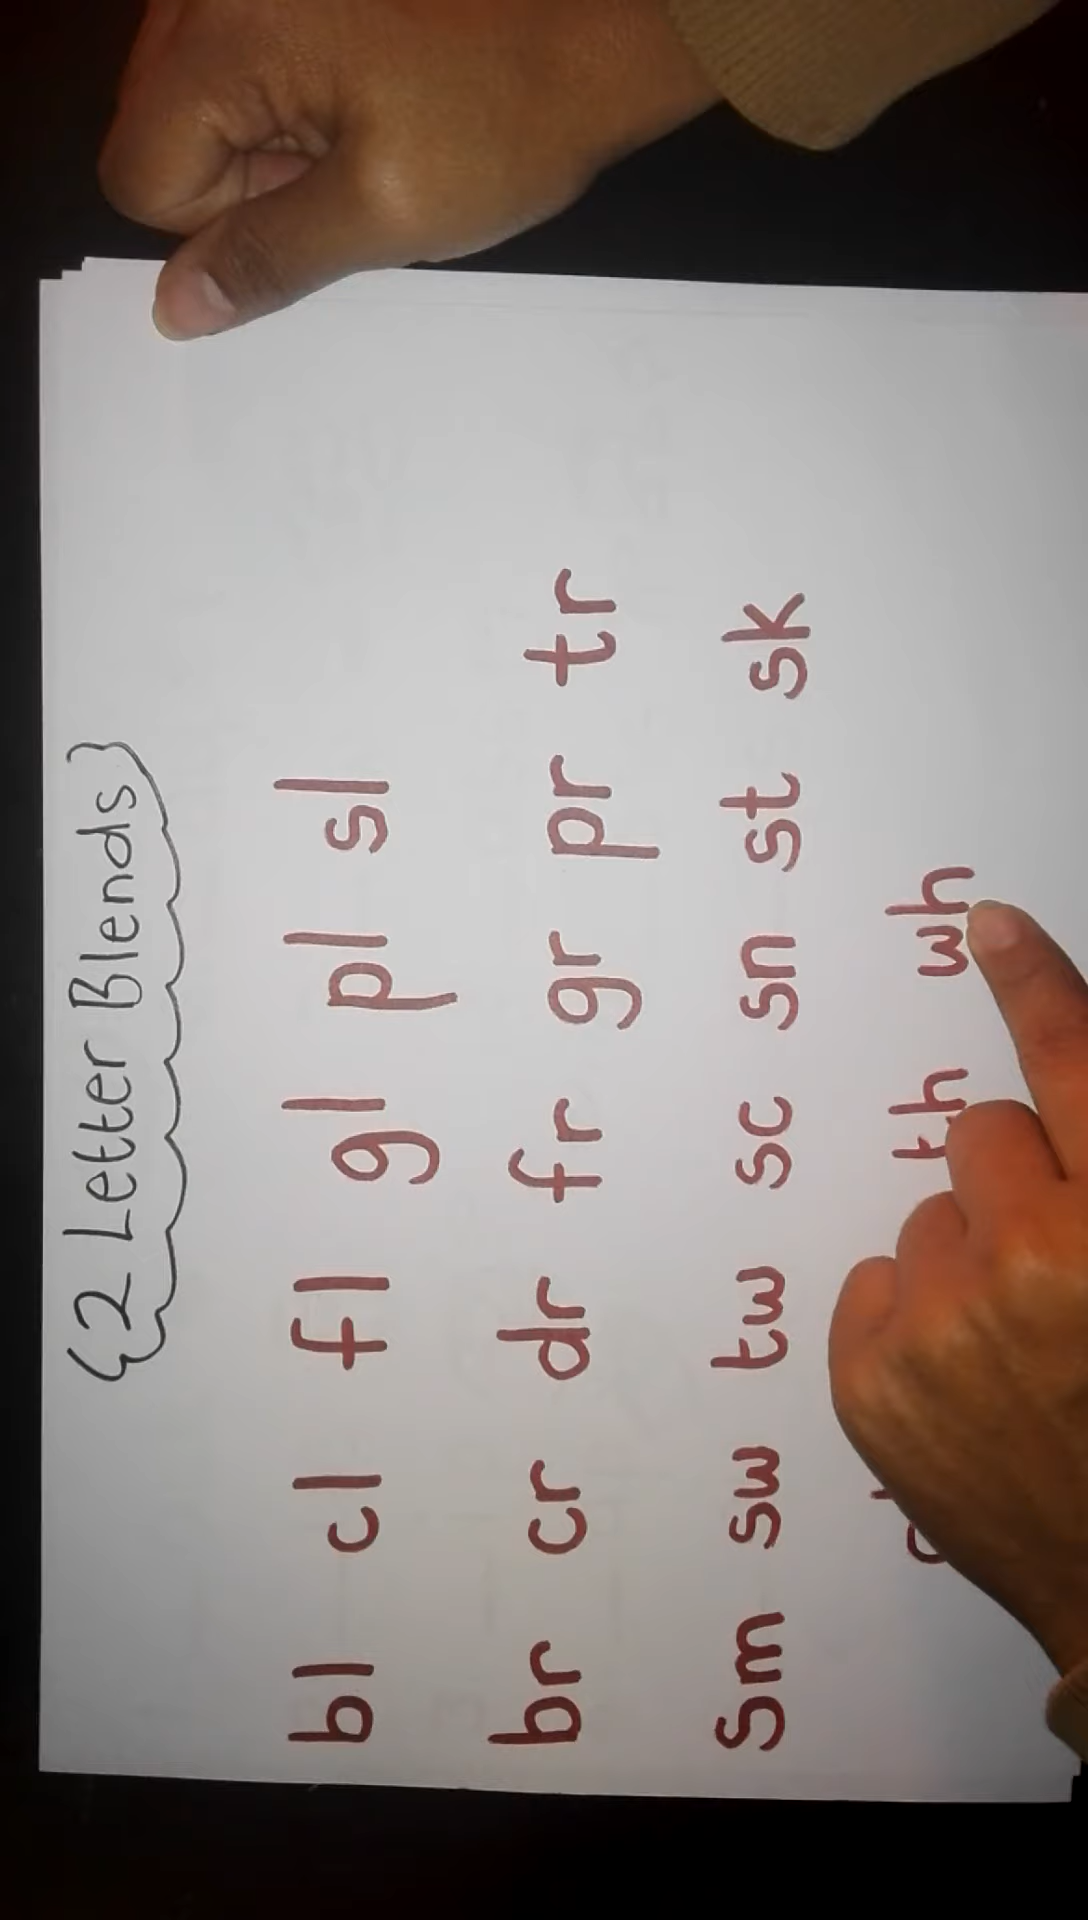 {2 Letter Blends}
bl cl fl gl pl sl
br cr dr fr gr pr tr
Sm sw tw sc sn st sk
th wh